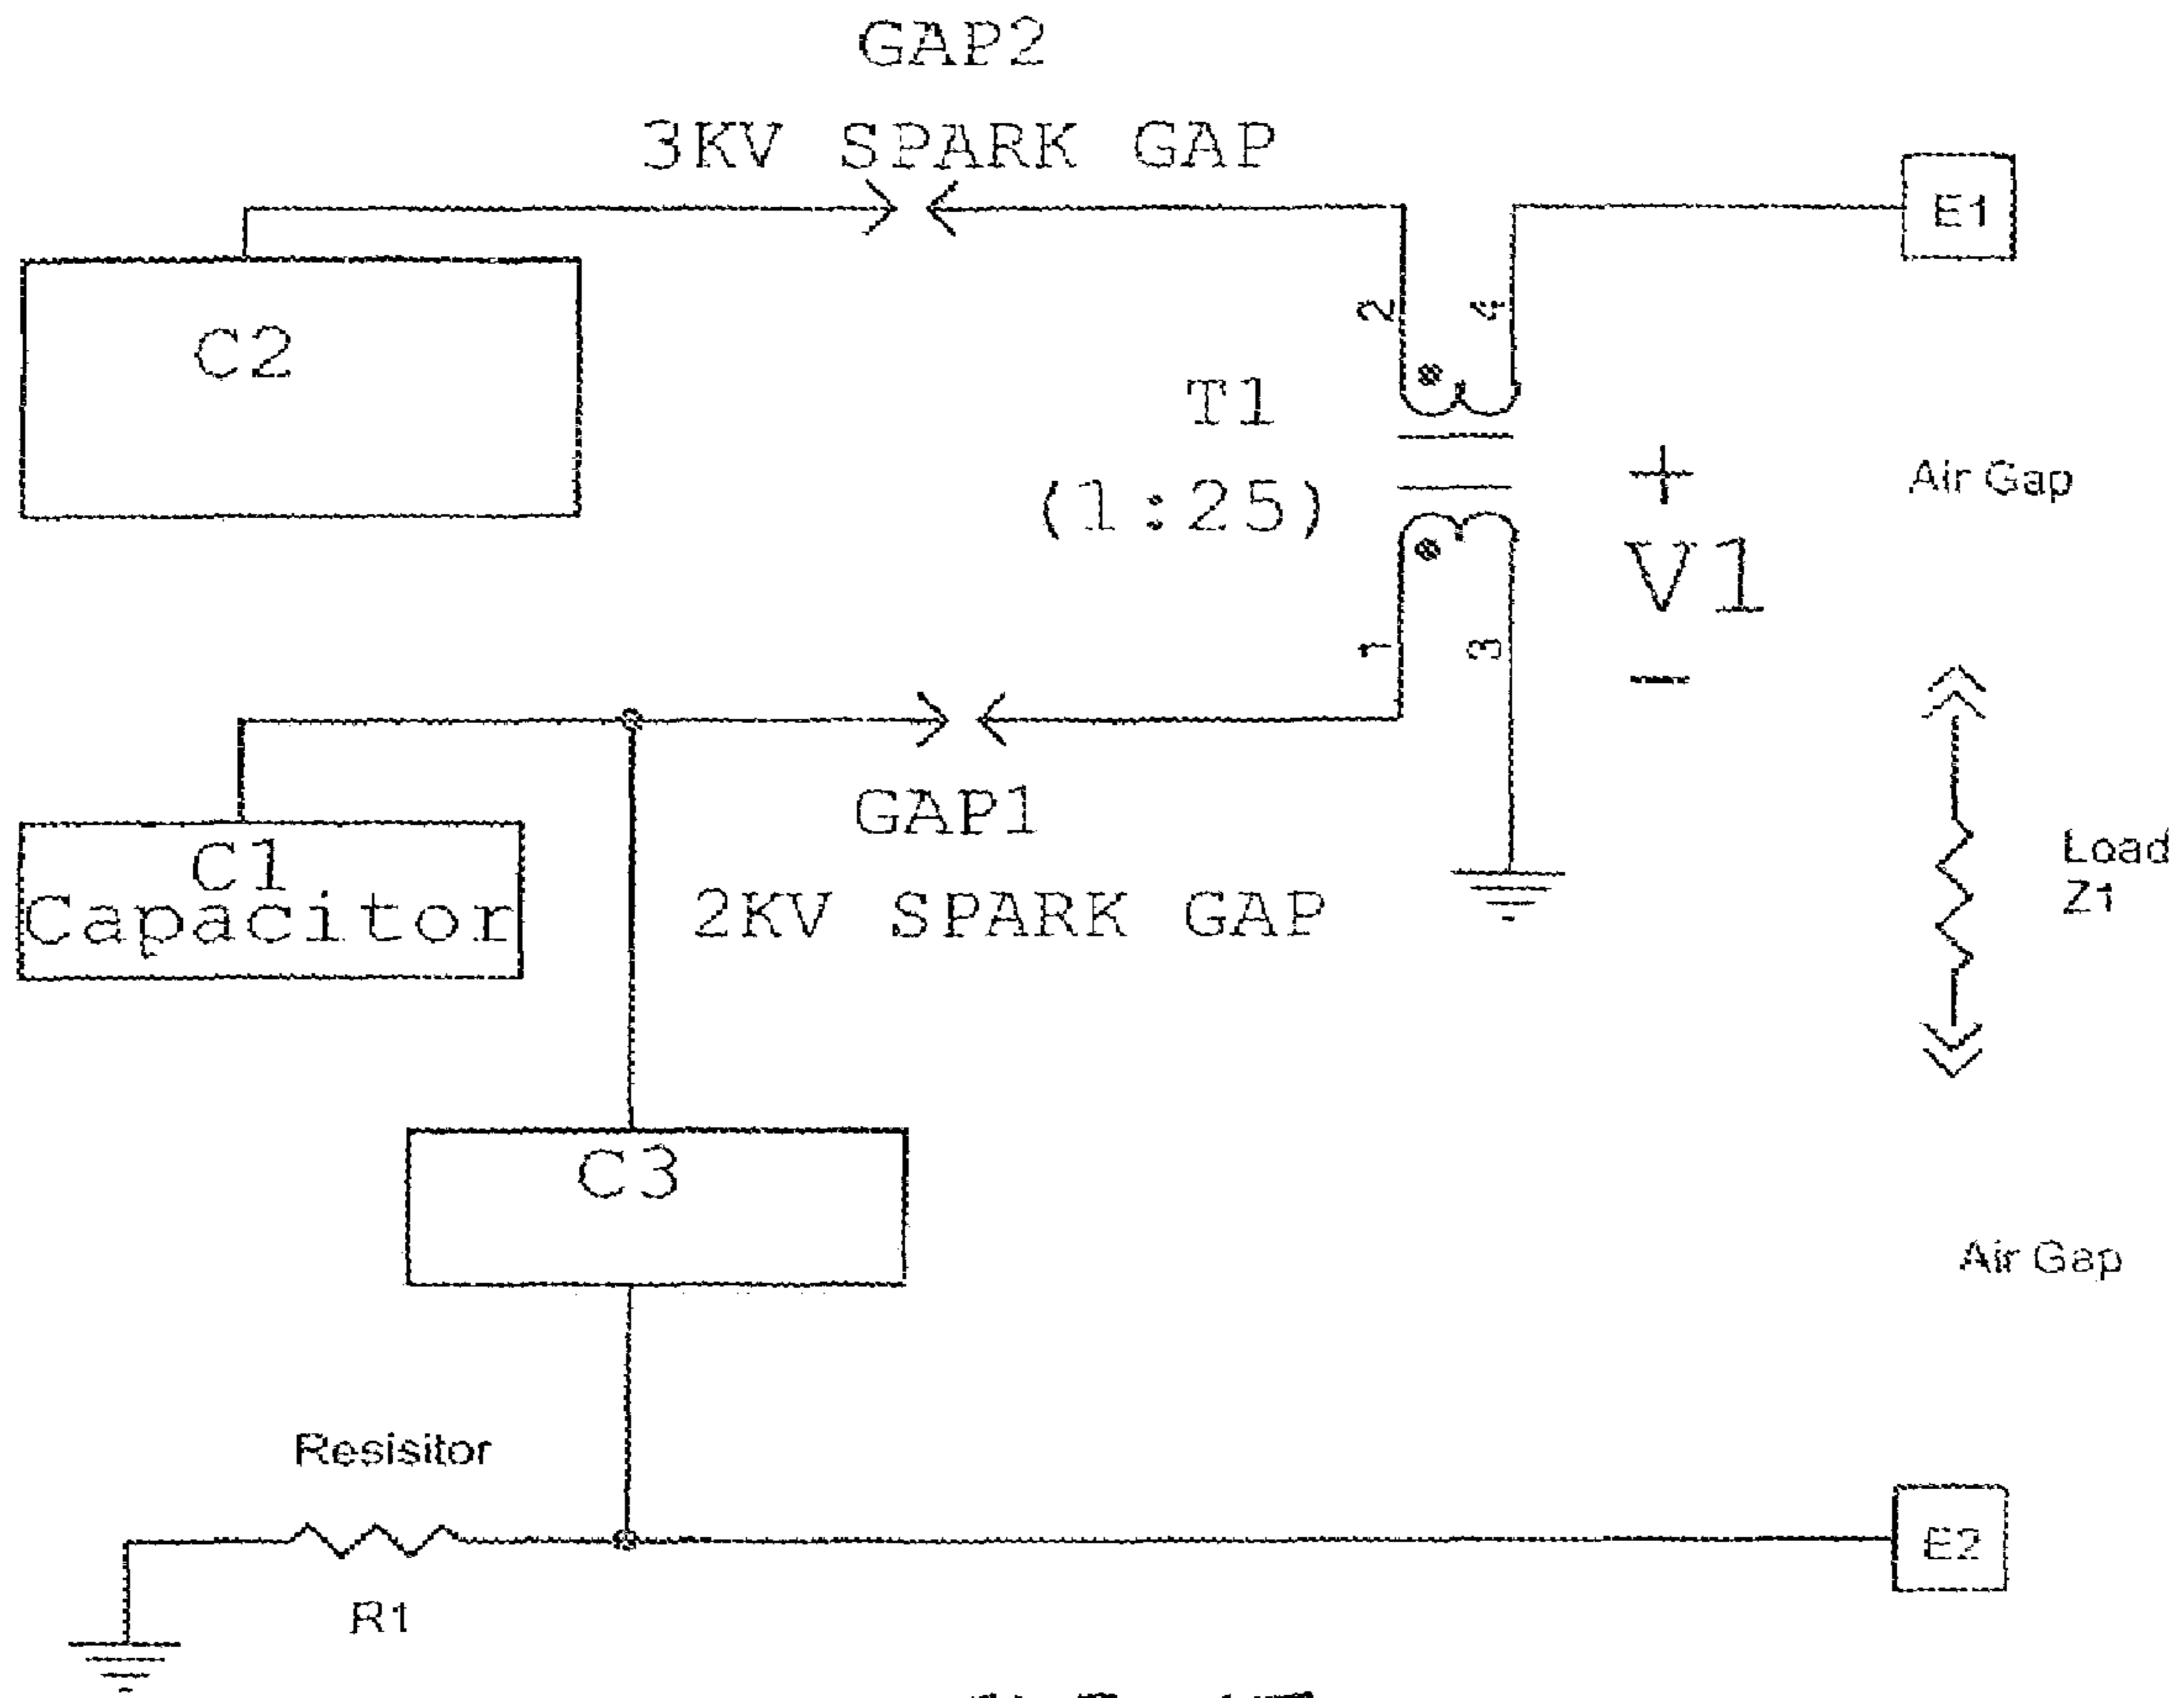 GAP2
3KV SPARK GAP
E1
C2
2
4
T1
(1:25)
+
V1
-
Air Gap
1
3
GAP1
2KV SPARK GAP
C1
Capacitor
Load
Z1
C3
Air Gap
Resisitor
R1
E2